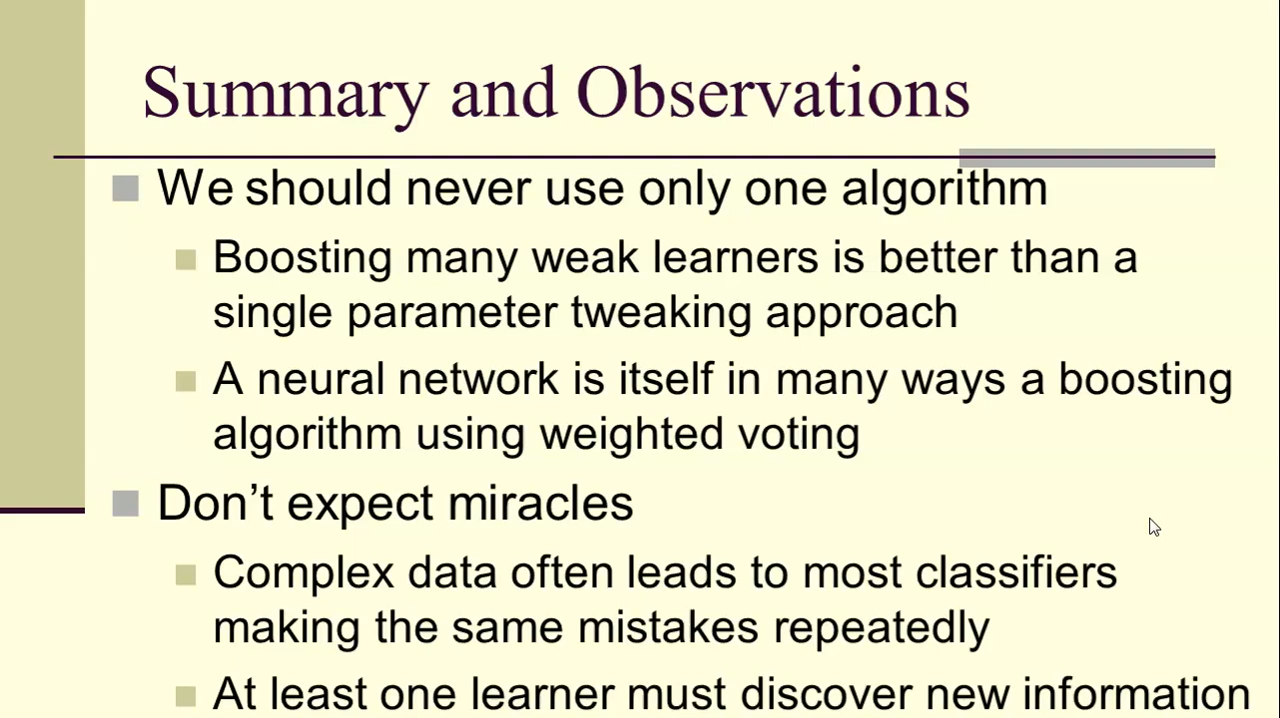 Summary and Observations
We should never use only one algorithm
Boosting many weak learners is better than a
single parameter tweaking approach
A neural network is itself in many ways a boosting
algorithm using weighted voting
Don’t expect miracles
Complex data often leads to most classifiers
making the same mistakes repeatedly
At least one learner must discover new information